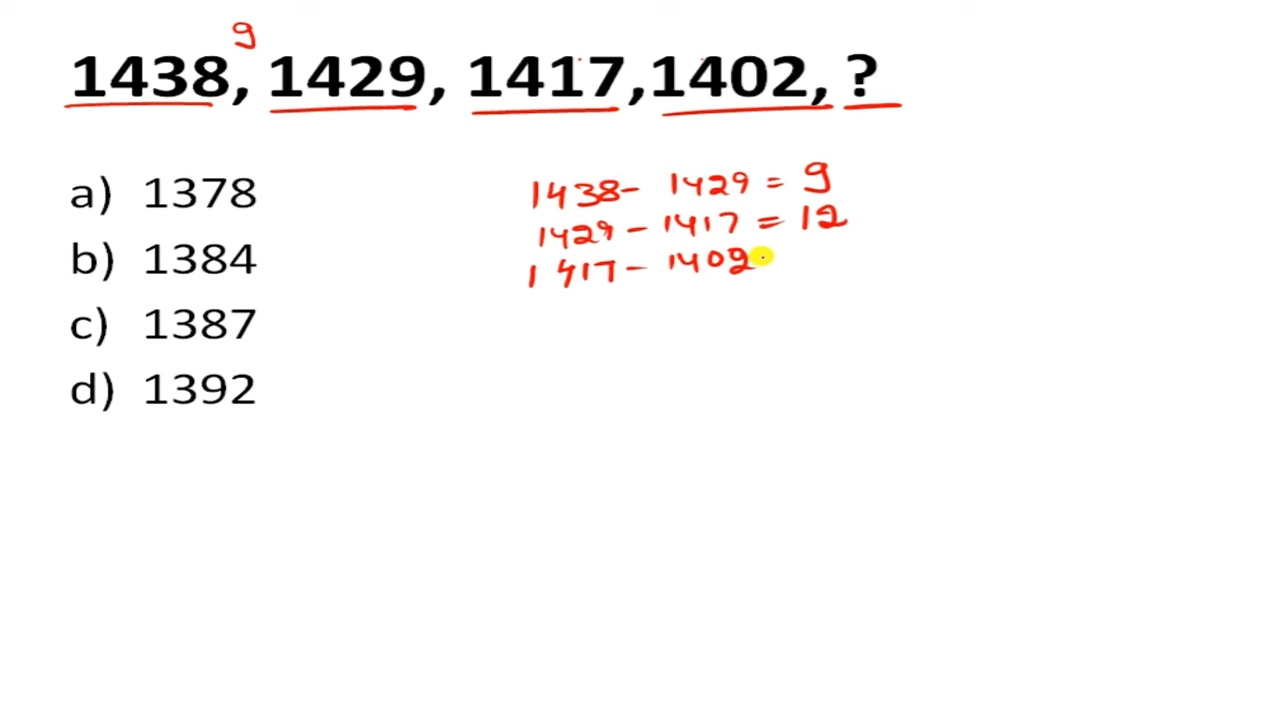 9
1438, 1429, 1417,1402, ?
a) 1378
b) 1384
c) 1387
d) 1392
1438- 1429 = 9
1429 - 1417 = 12
1417 - 1402